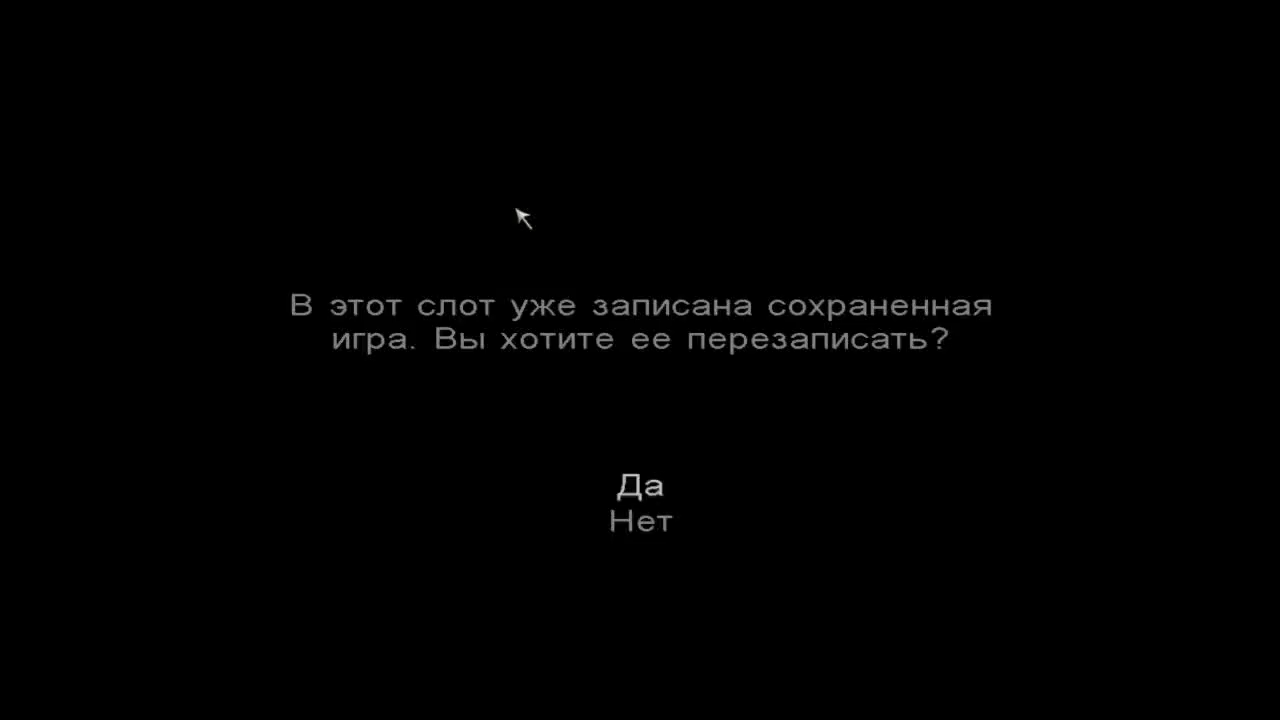 В этот слот уже записана сохраненная
игра. Вы хотите ее перезаписать?
Да
Нет